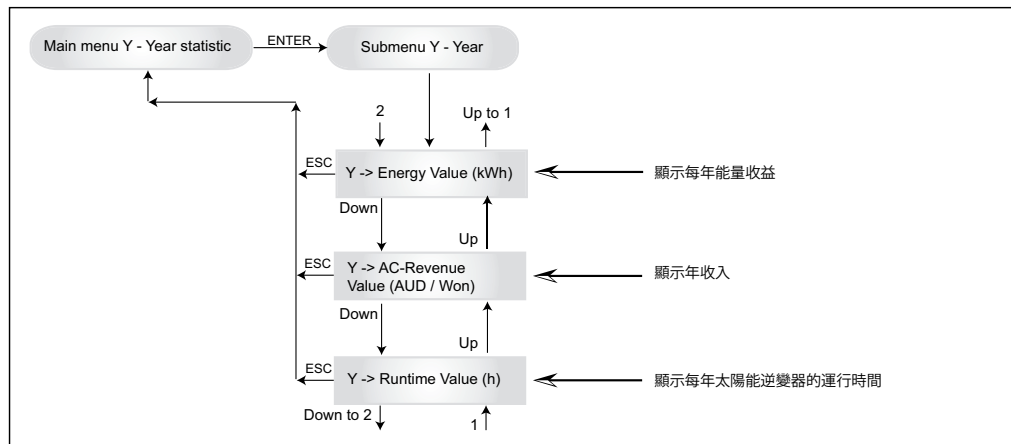 Main menu Y - Year statistic
ENTER
Submenu Y - Year
2
Up to 1
ESC
Y -> Energy Value (kWh)
顯示每年能量收益
Down
Up
ESC
Y -> AC-Revenue
Value (AUD / Won)
顯示年收入
Down
Up
ESC
Y -> Runtime Value (h)
顯示每年太陽能逆變器的運行時間
Down to 2
1